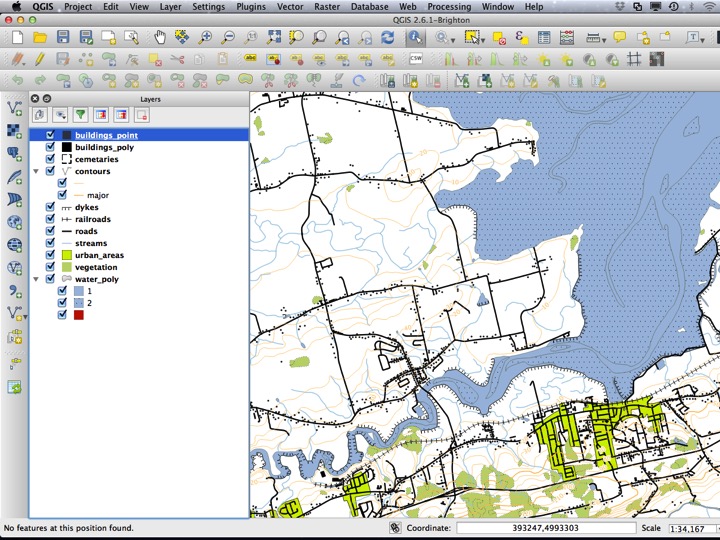 QGIS Project Edit View Layer Settings Plugins Vector Raster Database Web Processing Window Help
QGIS 2.6.1-Brighton
CSW
Layers
buildings_point
buildings_poly
cemetaries
contours
major
dykes
railroads
roads
streams
urban_areas
vegetation
water_poly
1
2
No features at this position found.
Coordinate: 393247,4993303 Scale 1:34,167